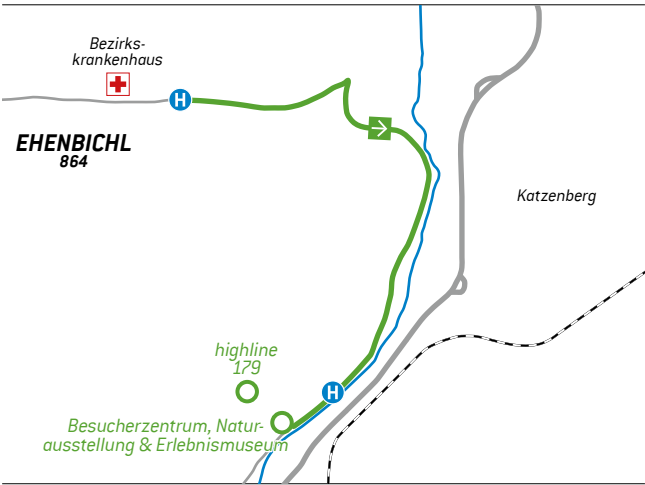 Bezirks-
krankenhaus
H
EHENBICHL
864
Katzenberg
highline
179
H
Besucherzentrum, Natur-
ausstellung & Erlebnismuseum